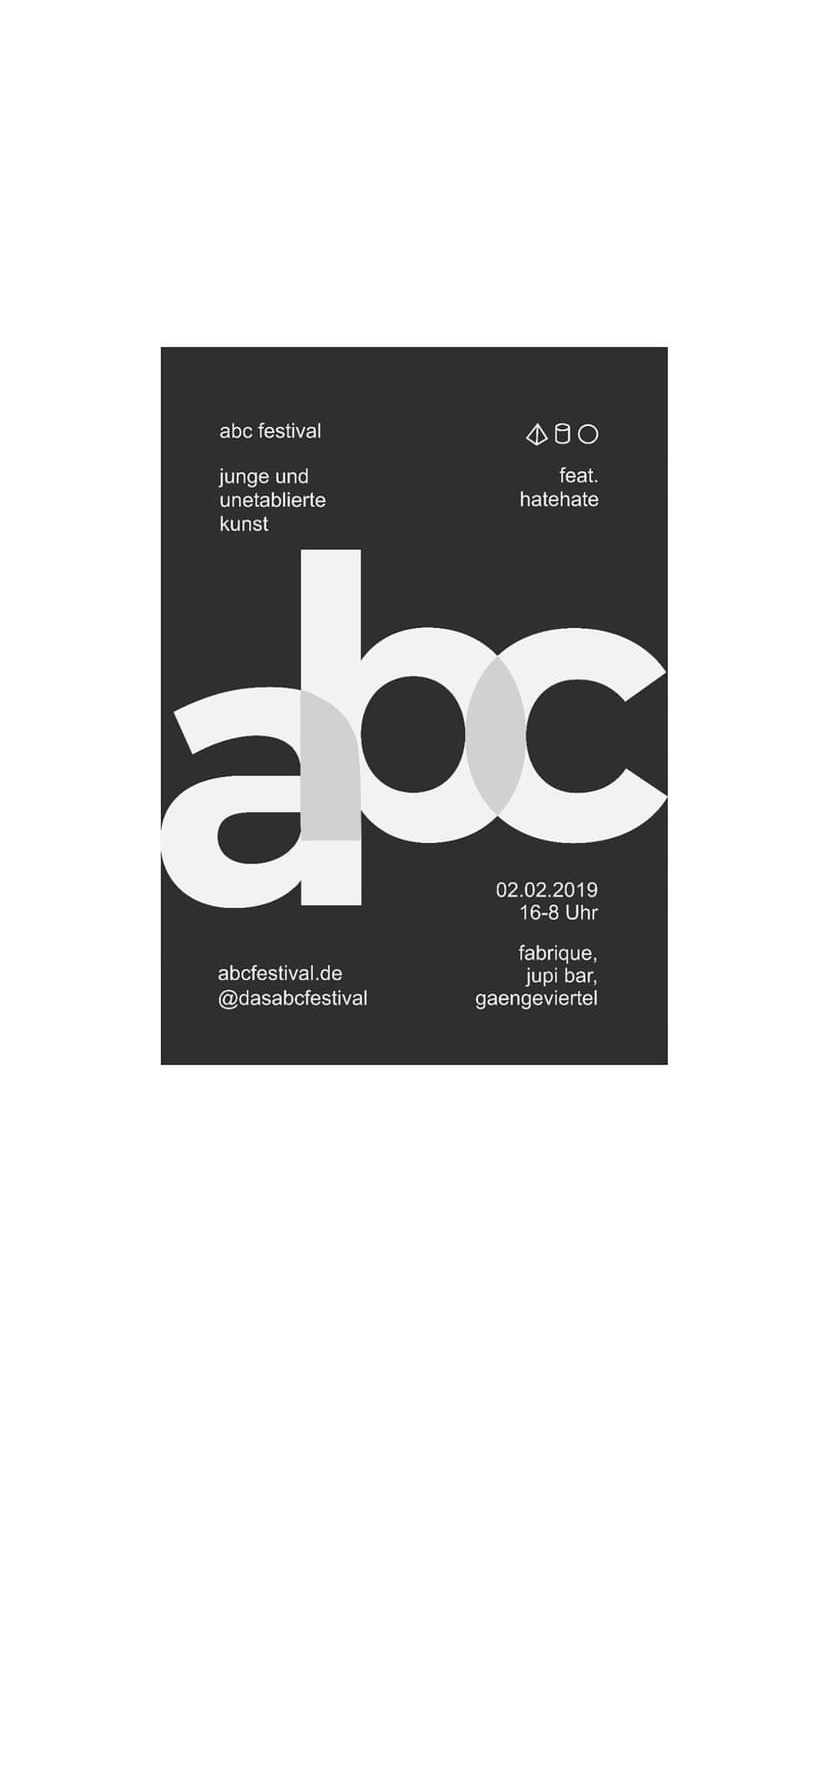 abc festival
junge und
unetablierte
kunst
feat.
hatehate
abc
02.02.2019
16-8 Uhr
fabrique,
jupi bar,
gaengeviertel
abcfestival.de
@dasabcfestival